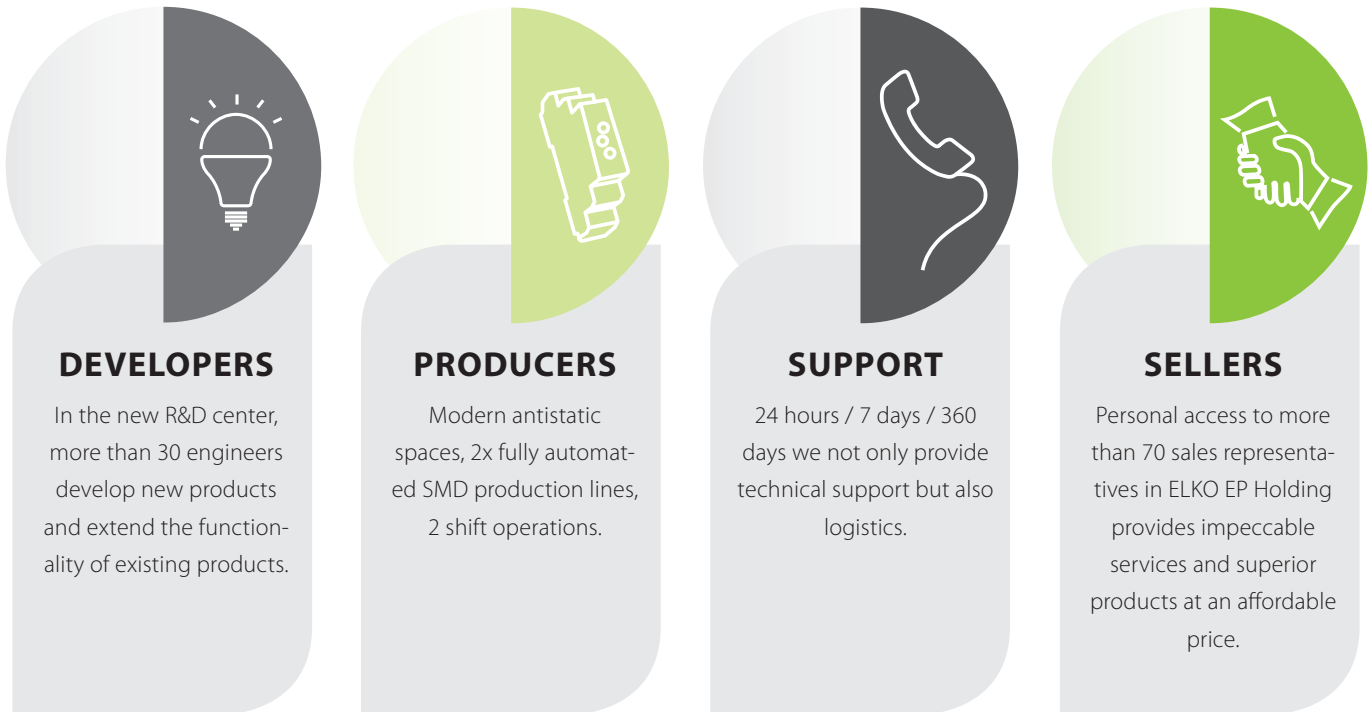 DEVELOPERS
In the new R&D center,
more than 30 engineers
develop new products
and extend the function-
ality of existing products.
PRODUCERS
Modern antistatic
spaces, 2x fully automat-
ed SMD production lines,
2 shift operations.
SUPPORT
24 hours / 7 days / 360
days we not only provide
technical support but also
logistics.
SELLERS
Personal access to more
than 70 sales representa-
tives in ELKO EP Holding
provides impeccable
services and superior
products at an affordable
price.